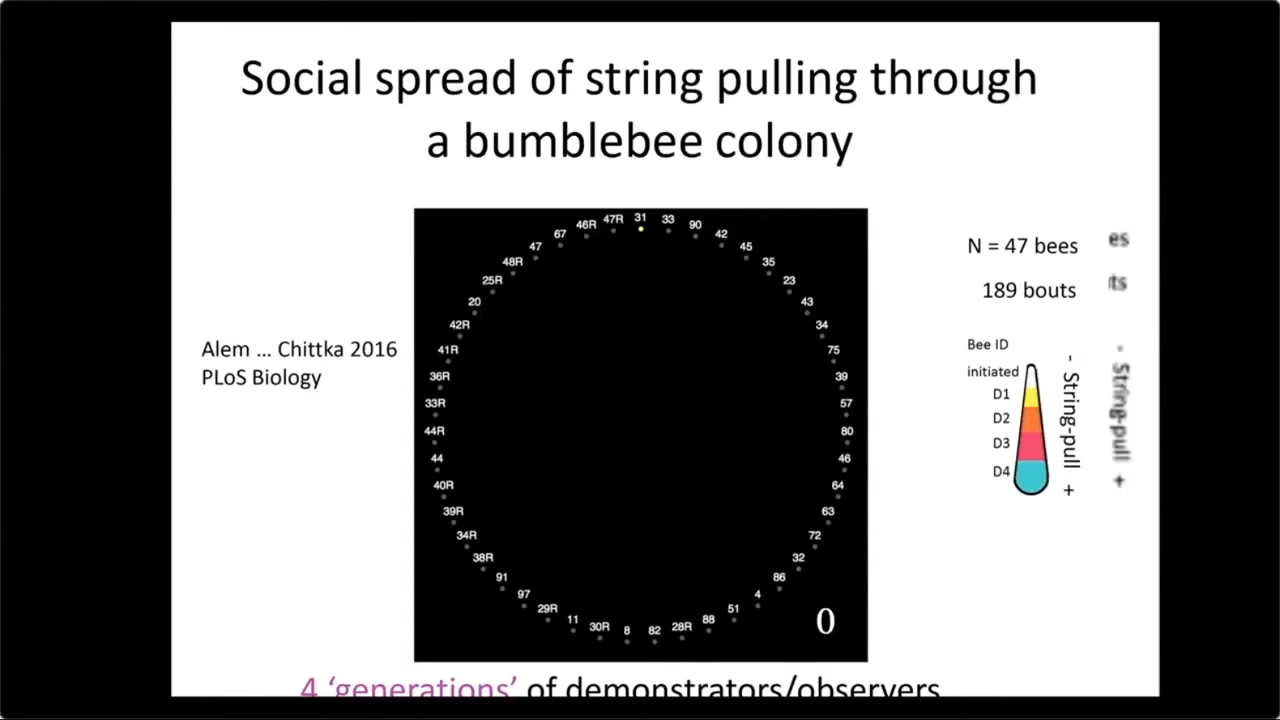 Social spread of string pulling through
a bumblebee colony
Alem ... Chittka 2016
PLoS Biology
31
33
90
42
45
35
23
43
34
75
39
57
80
46
64
63
72
32
86
4
51
88
28R
82
8
30R
11
29R
97
91
38R
34R
39R
40R
44
44R
33R
36R
41R
42R
20
25R
48R
47
67
46R
47R
0
N = 47 bees
189 bouts
es
ts
Bee ID
initiated
D1
D2
D3
D4
- String-pull +
- String-pull +
4 ‘generations’ of demonstrators/observers